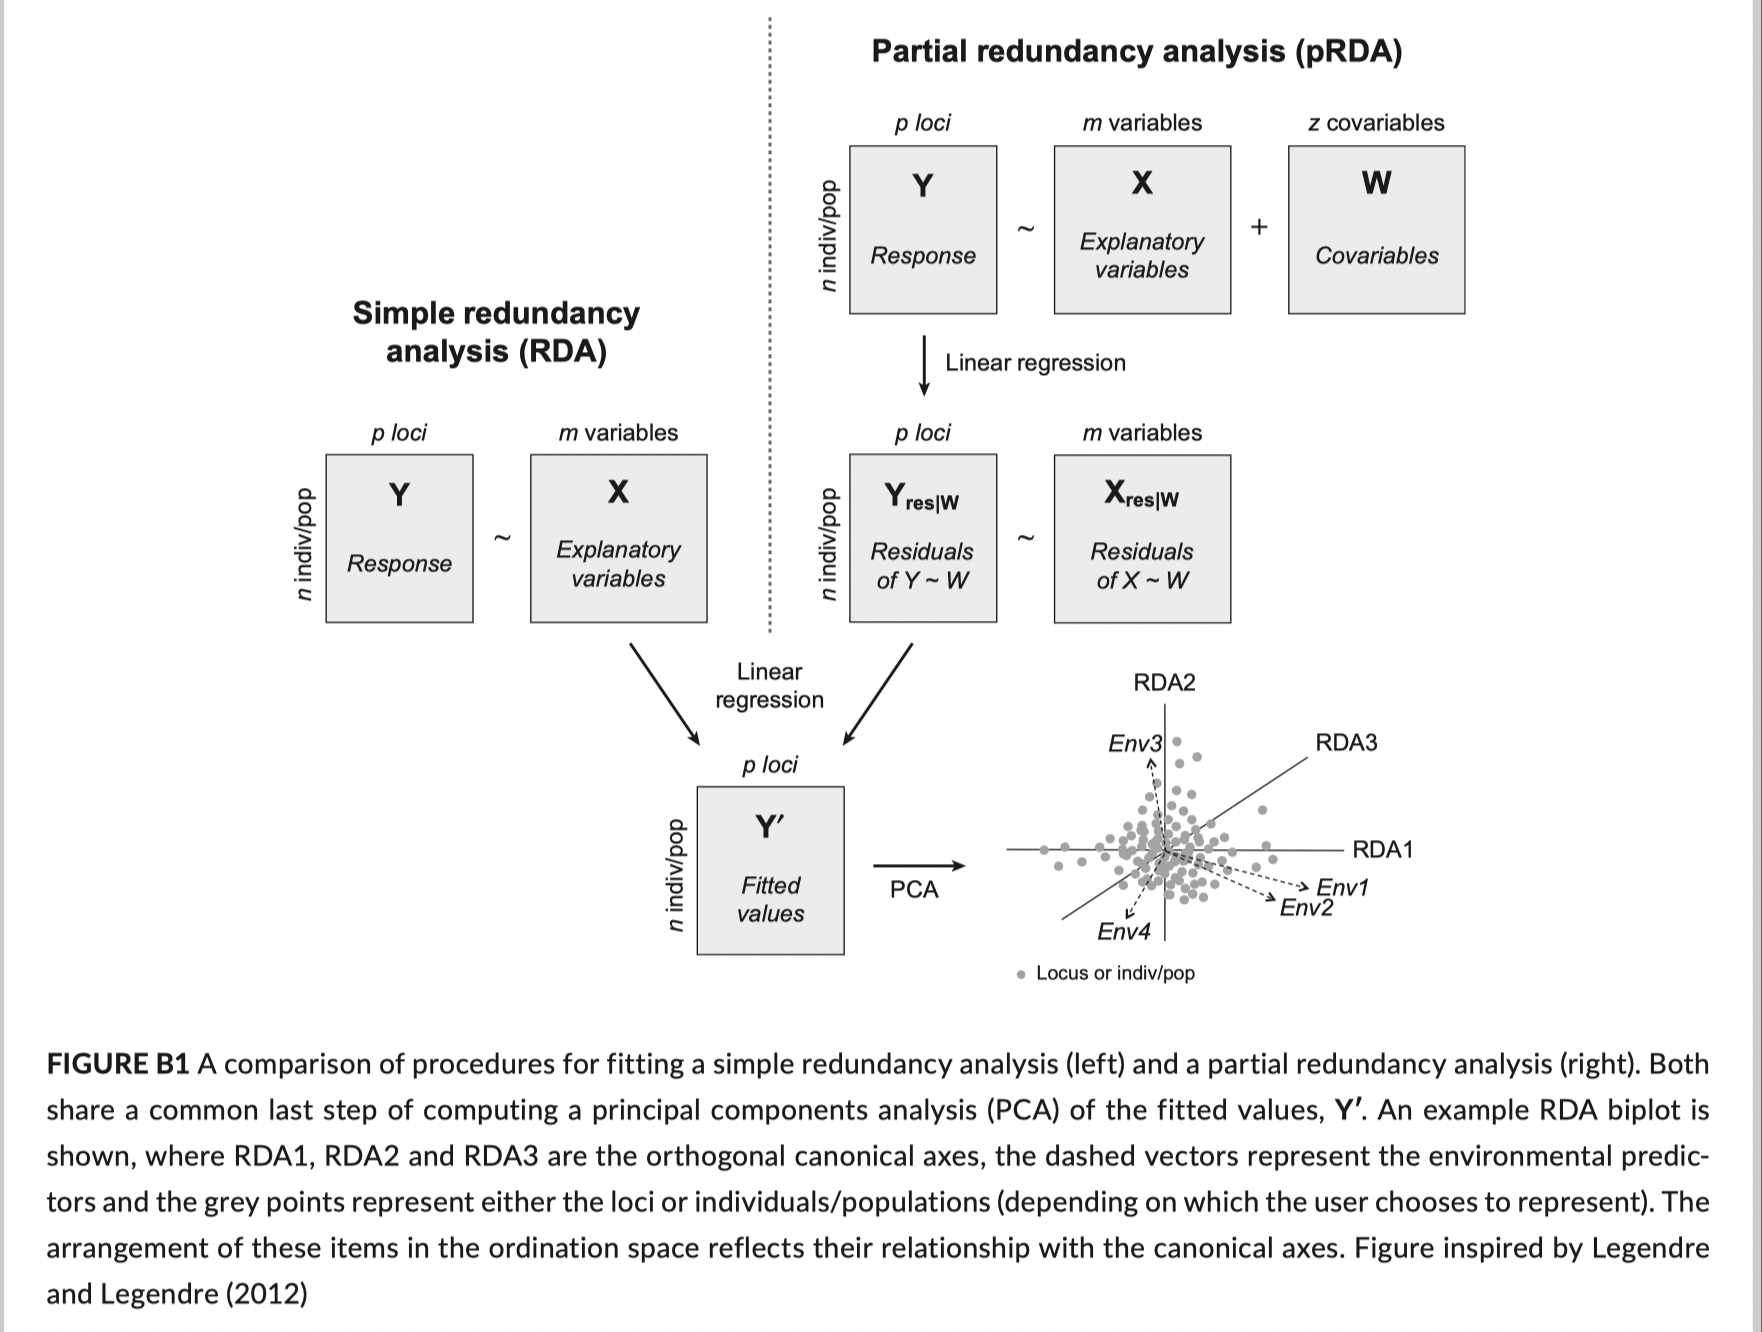 Partial redundancy analysis (pRDA)
p loci
m variables
z covariables
n indiv/pop
Y
Response
~
X
Explanatory
variables
+
W
Covariables
Linear regression
p loci
m variables
n indiv/pop
Yres|W
Residuals
of Y ~ W
~
Xres|W
Residuals
of X ~ W
Simple redundancy
analysis (RDA)
p loci
m variables
n indiv/pop
Y
Response
~
X
Explanatory
variables
Linear
regression
p loci
n indiv/pop
Y′
Fitted
values
PCA
RDA2
Env3
RDA3
RDA1
Env1
Env2
Env4
Locus or indiv/pop
FIGURE B1 A comparison of procedures for fitting a simple redundancy analysis (left) and a partial redundancy analysis (right). Both
share a common last step of computing a principal components analysis (PCA) of the fitted values, Y′. An example RDA biplot is
shown, where RDA1, RDA2 and RDA3 are the orthogonal canonical axes, the dashed vectors represent the environmental predic-
tors and the grey points represent either the loci or individuals/populations (depending on which the user chooses to represent). The
arrangement of these items in the ordination space reflects their relationship with the canonical axes. Figure inspired by Legendre
and Legendre (2012)